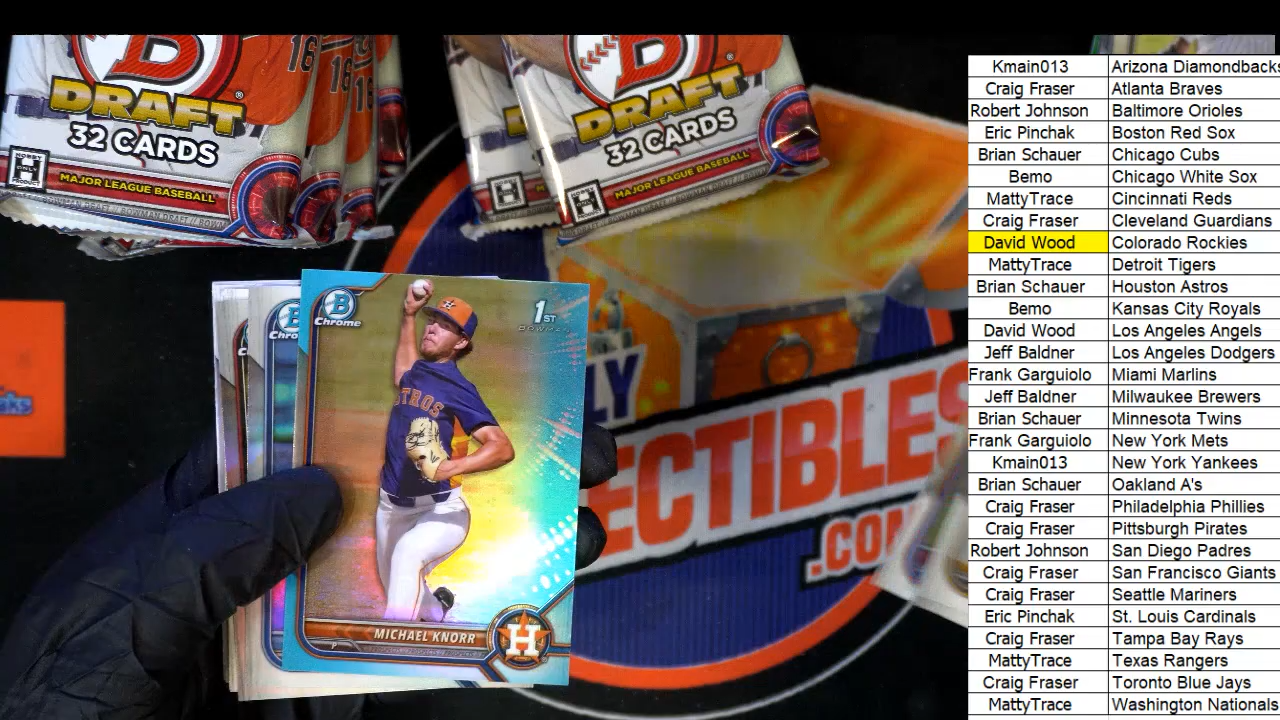 DRAFT
32 CARDS
HOBBY
ONLY
PRODUCT
MAJOR LEAGUE BASEBALL
16
DRAFT
32 CARDS
MAJOR LEAGUE BASEBALL
B
Chrome
1ST
BOWMAN
MICHAEL KNORR
P
H
ECTIBLES
.CO
Kmain013 Arizona Diamondbacks
Craig Fraser Atlanta Braves
Robert Johnson Baltimore Orioles
Eric Pinchak Boston Red Sox
Brian Schauer Chicago Cubs
Bemo Chicago White Sox
MattyTrace Cincinnati Reds
Craig Fraser Cleveland Guardians
David Wood Colorado Rockies
MattyTrace Detroit Tigers
Brian Schauer Houston Astros
Bemo Kansas City Royals
David Wood Los Angeles Angels
Jeff Baldner Los Angeles Dodgers
Frank Garguiolo Miami Marlins
Jeff Baldner Milwaukee Brewers
Brian Schauer Minnesota Twins
Frank Garguiolo New York Mets
Kmain013 New York Yankees
Brian Schauer Oakland A's
Craig Fraser Philadelphia Phillies
Craig Fraser Pittsburgh Pirates
Robert Johnson San Diego Padres
Craig Fraser San Francisco Giants
Craig Fraser Seattle Mariners
Eric Pinchak St. Louis Cardinals
Craig Fraser Tampa Bay Rays
MattyTrace Texas Rangers
Craig Fraser Toronto Blue Jays
MattyTrace Washington Nationals